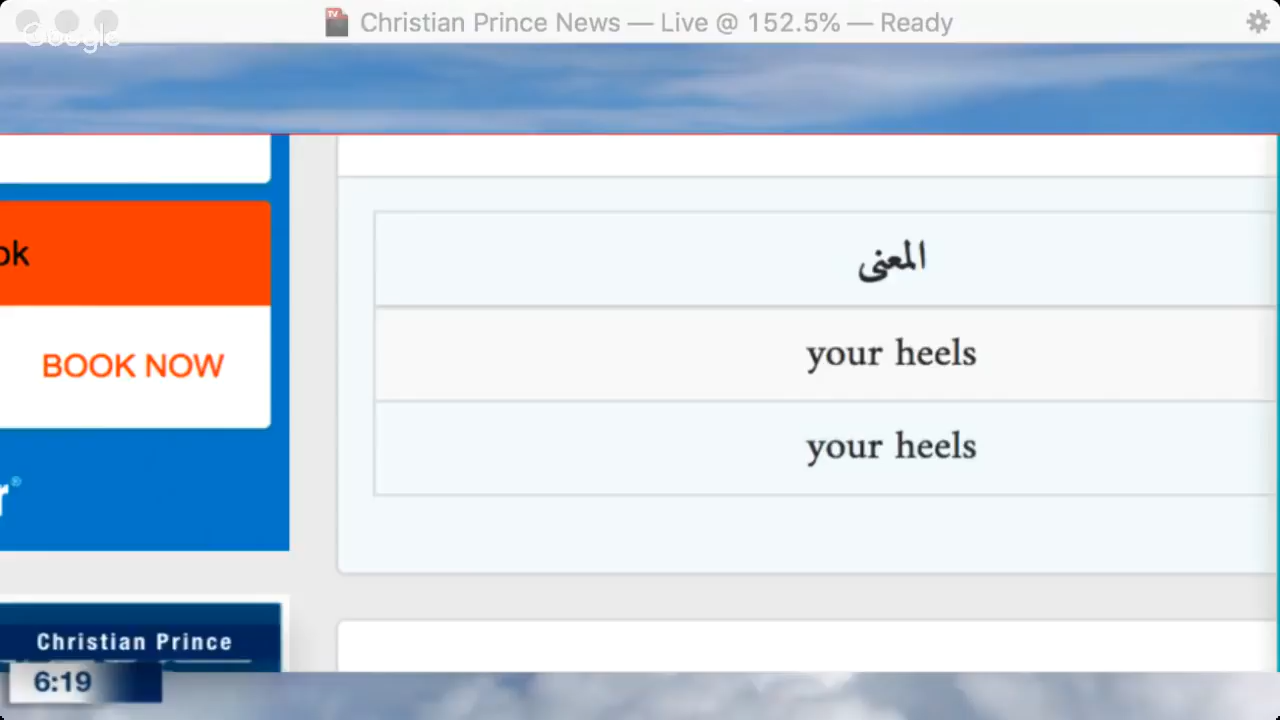 Christian Prince News — Live @ 152.5% — Ready
Google
المعنى
ok
your heels
BOOK NOW
your heels
r®
Christian Prince
6:19